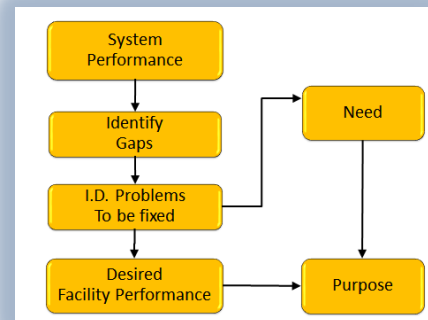 System
Performance
Identify
Gaps
I.D. Problems
To be fixed
Desired
Facility Performance
Need
Purpose